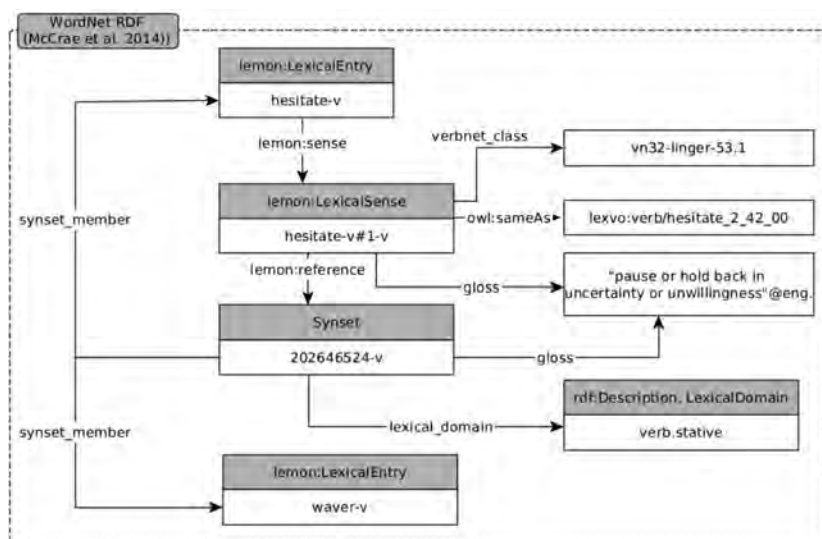 WordNet RDF
(McCrae et al. 2014))
lemon:LexicalEntry
hesitate-v
lemon:sense
verbnet_class
vn32-linger-53.1
lemon:LexicalSense
synset_member
owl:sameAs
lexvo:verb/hesitate_2_42_00
hesitate-v#1-v
lemon:reference
gloss
"pause or hold back in
uncertainty or unwillingness"@eng.
Synset
202646524-v
gloss
rdf:Description, LexicalDomain
synset_member
lexical_domain
verb.stative
lemon:LexicalEntry
waver-v